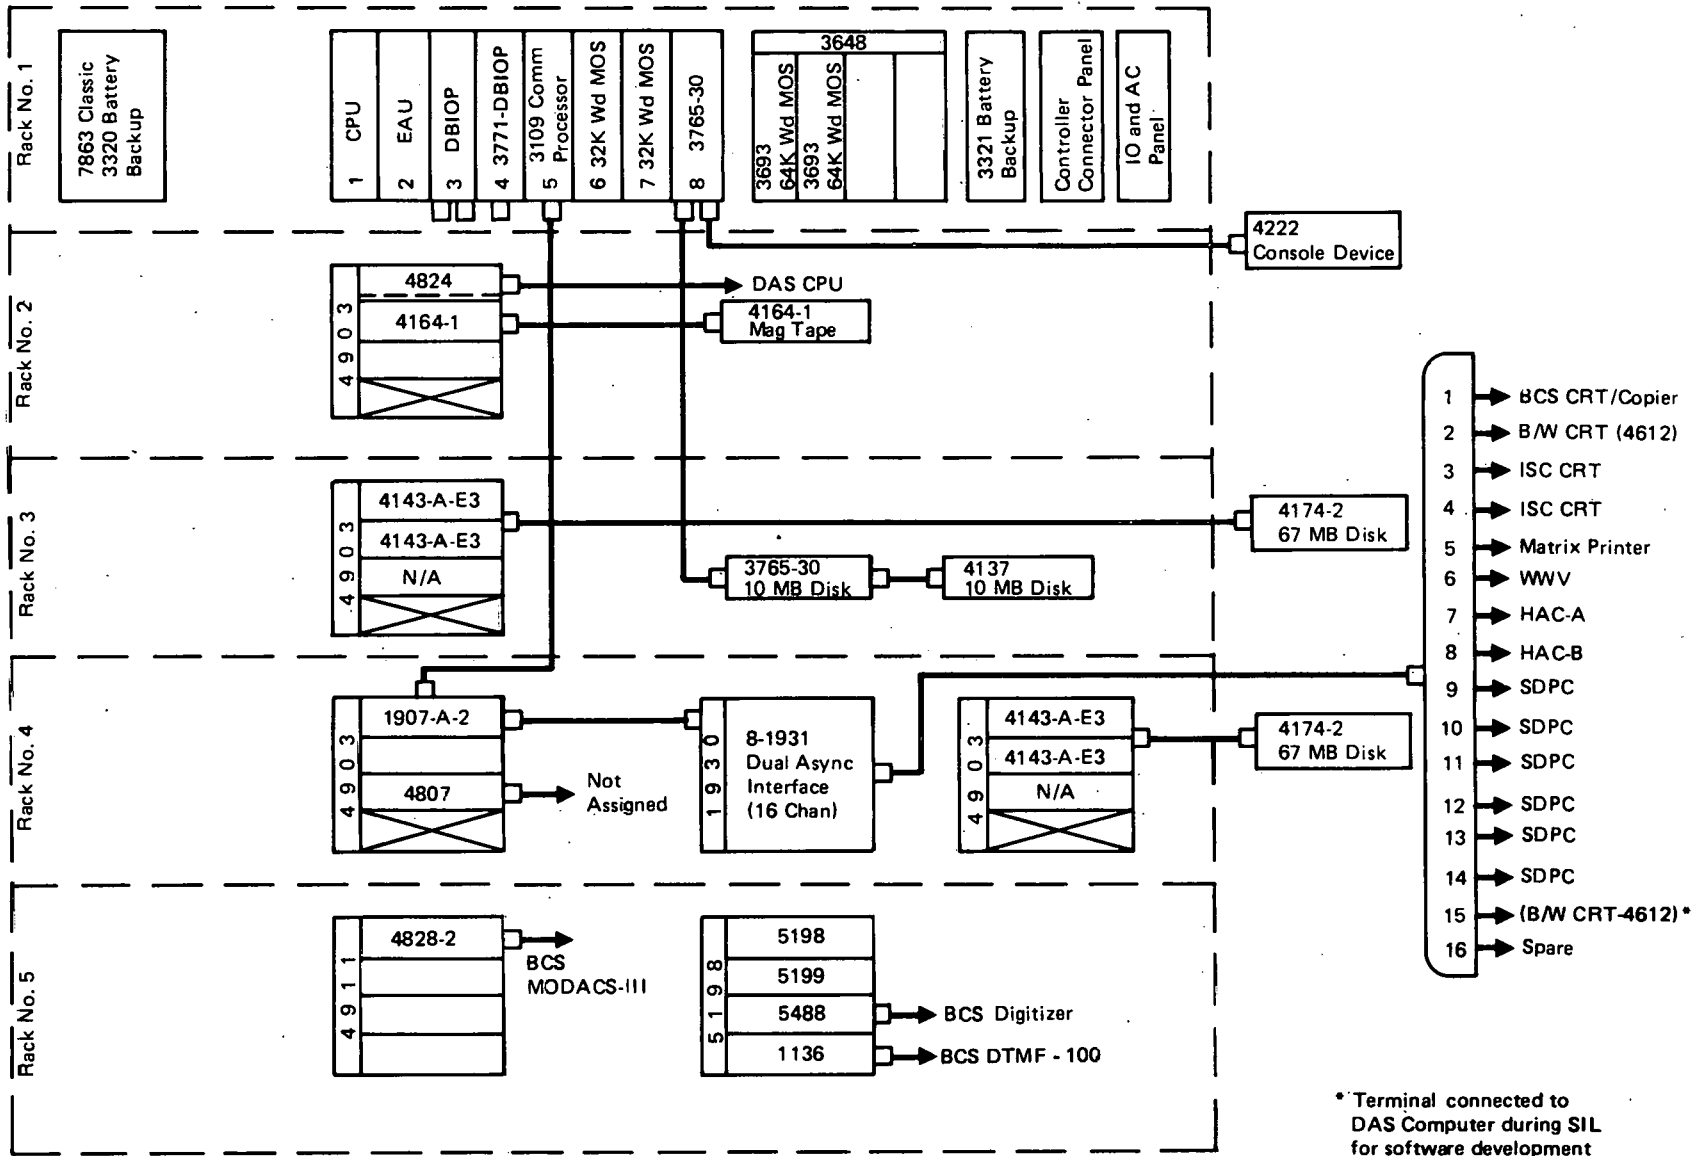 Rack No. 1
7863 Classic
3320 Battery
Backup
1 CPU
2 EAU
3 DBIOP
4 3771-DBIOP
5 3109 Comm
Processor
6 32K Wd MOS
7 32K Wd MOS
8 3765-30
3648
3693
64K Wd MOS
3693
64K Wd MOS
3321 Battery
Backup
Controller
Connector Panel
IO and AC
Panel
4222
Console Device
Rack No. 2
4903
4824
4164-1
DAS CPU
4164-1
Mag Tape
Rack No. 3
4903
4143-A-E3
4143-A-E3
N/A
3765-30
10 MB Disk
4137
10 MB Disk
4174-2
67 MB Disk
Rack No. 4
4903
1907-A-2
4807
Not
Assigned
1930
8-1931
Dual Async
Interface
(16 Chan)
4903
4143-A-E3
4143-A-E3
N/A
4174-2
67 MB Disk
1 BCS CRT/Copier
2 B/W CRT (4612)
3 ISC CRT
4 ISC CRT
5 Matrix Printer
6 WWV
7 HAC-A
8 HAC-B
9 SDPC
10 SDPC
11 SDPC
12 SDPC
13 SDPC
14 SDPC
15 (B/W CRT-4612)*
16 Spare
Rack No. 5
4911
4828-2
BCS
MODACS-III
5198
5198
5199
5488
1136
BCS Digitizer
BCS DTMF - 100
* Terminal connected to
DAS Computer during SIL
for software development